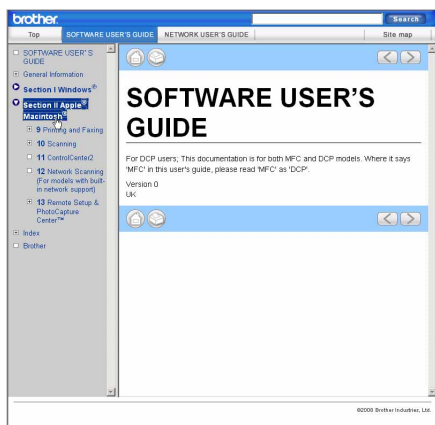 brother.
Search
Top
SOFTWARE USER'S GUIDE
NETWORK USER'S GUIDE
Site map
SOFTWARE USER'S
GUIDE
General Information
Section I Windows®
Section II Apple®
Macintosh®
9 Printing and Faxing
10 Scanning
11 ControlCenter2
12 Network Scanning
(For models with built-
in network support)
13 Remote Setup &
PhotoCapture
Center™
Index
Brother
SOFTWARE USER'S
GUIDE
For DCP users; This documentation is for both MFC and DCP models. Where it says
'MFC' in this user's guide, please read 'MFC' as 'DCP'.
Version 0
UK
©2008 Brother Industries, Ltd.